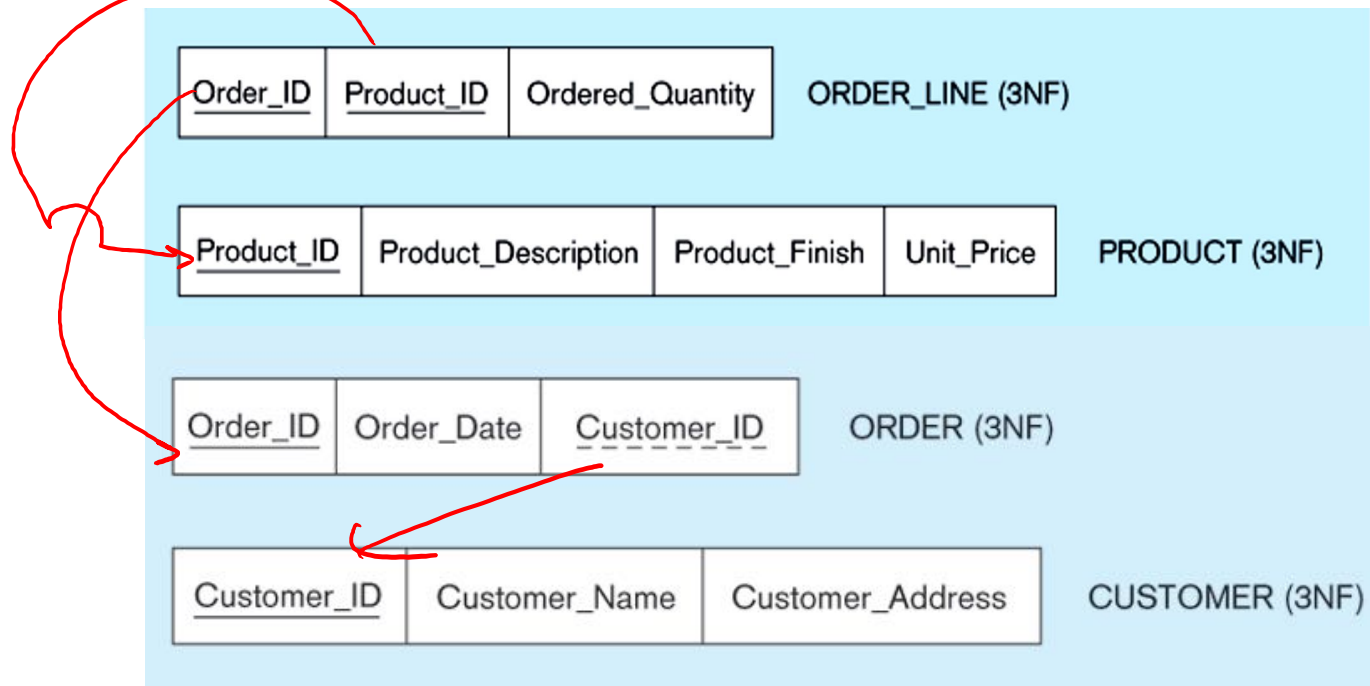 Order_ID Product_ID Ordered_Quantity ORDER_LINE (3NF)
Product_ID Product_Description Product_Finish Unit_Price PRODUCT (3NF)
Order_ID Order_Date Customer_ID ORDER (3NF)
Customer_ID Customer_Name Customer_Address CUSTOMER (3NF)